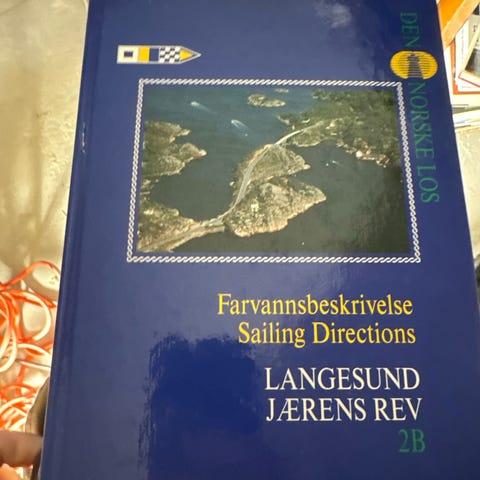 DEN NORSKE LOS
Farvannsbeskrivelse
Sailing Directions
LANGESUND
JÆRENS REV
2B